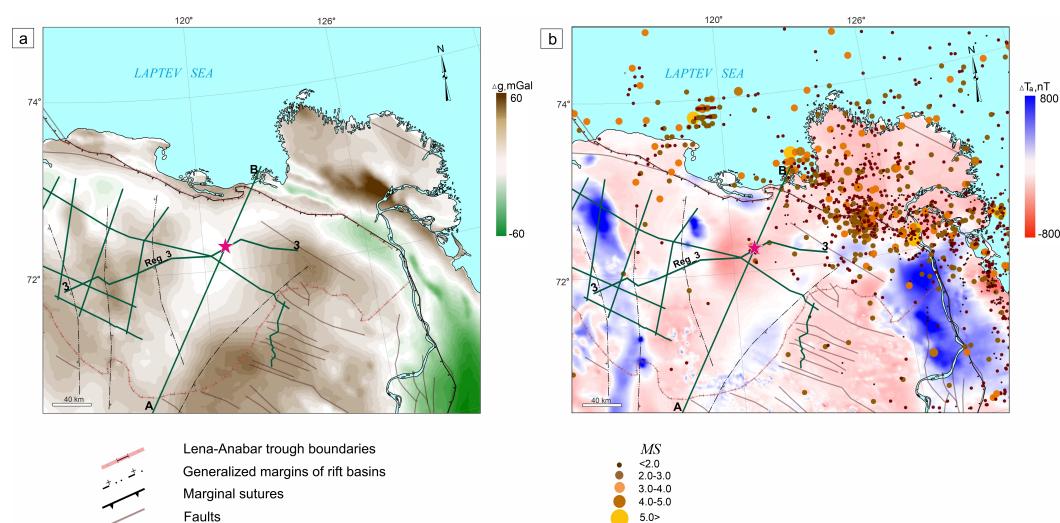 a
120°
126°
LAPTEV SEA
N
74°
72°
B
Reg_3
3
3
A
40 km
Δg, mGal
60
-60
b
120°
126°
LAPTEV SEA
N
74°
72°
B
Reg_3
3
3
A
40 km
ΔTa, nT
800
-800
Lena-Anabar trough boundaries
Generalized margins of rift basins
Marginal sutures
Faults
MS
<2.0
2.0-3.0
3.0-4.0
4.0-5.0
5.0>